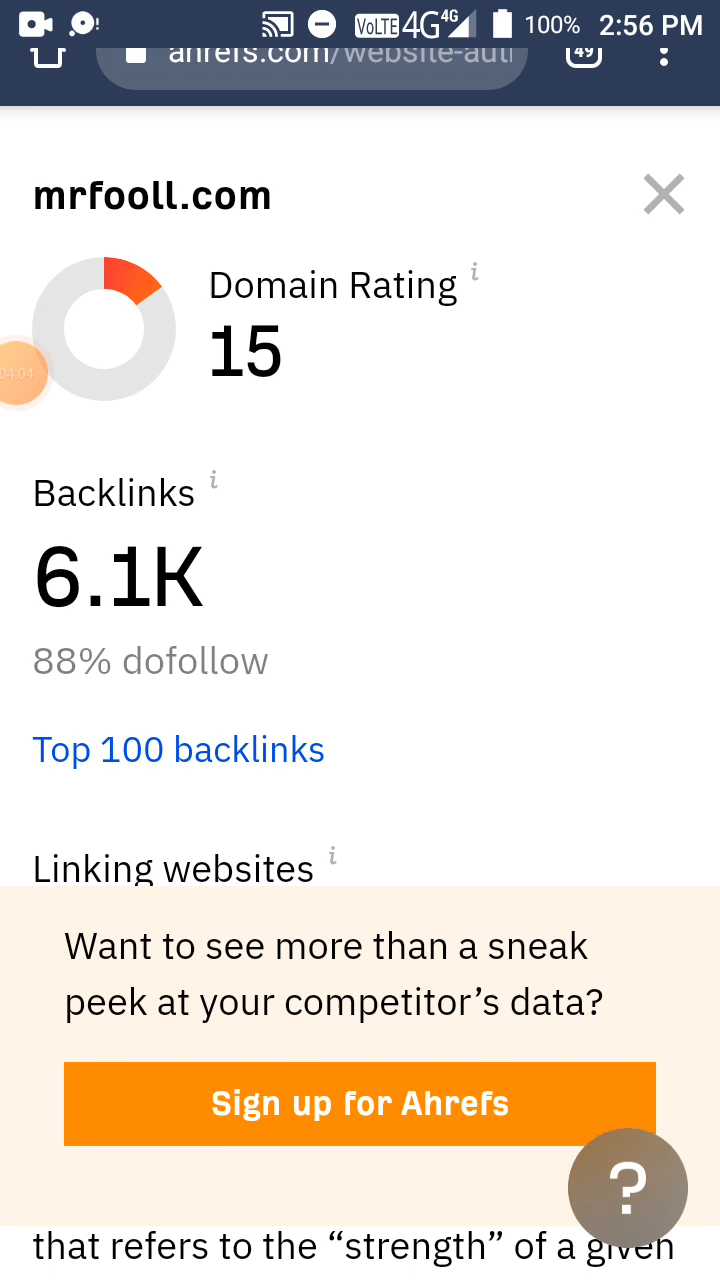 VoLTE 4G 4G 100% 2:56 PM
ahrefs.com/website-aut
49
mrfooll.com
Domain Rating i
15
04:04
Backlinks i
6.1K
88% dofollow
Top 100 backlinks
Linking websites i
Want to see more than a sneak
peek at your competitor’s data?
Sign up for Ahrefs
?
that refers to the “strength” of a given